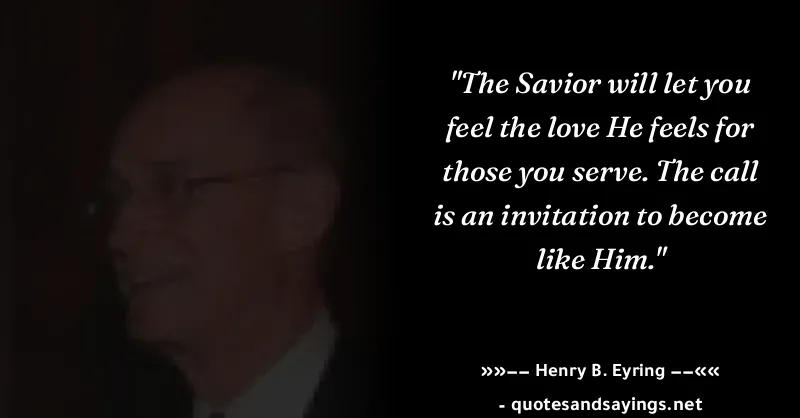 "The Savior will let you
feel the love He feels for
those you serve. The call
is an invitation to become
like Him."
»»−− Henry B. Eyring −−««
- quotesandsayings.net